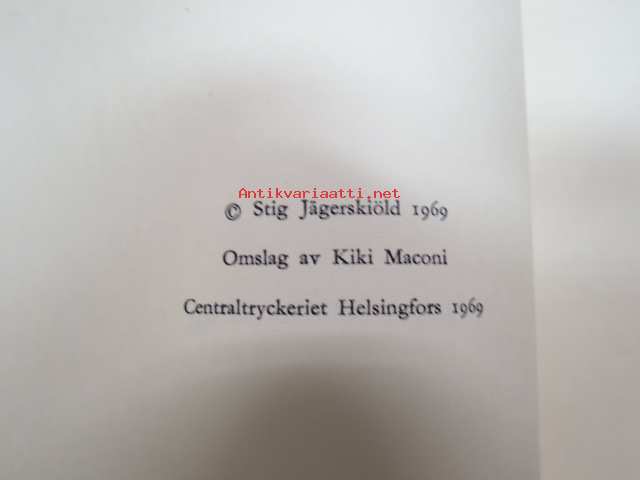 Antikvariaatti.net
© Stig Jägerskiöld 1969
Omslag av Kiki Maconi
Centraltryckeriet Helsingfors 1969